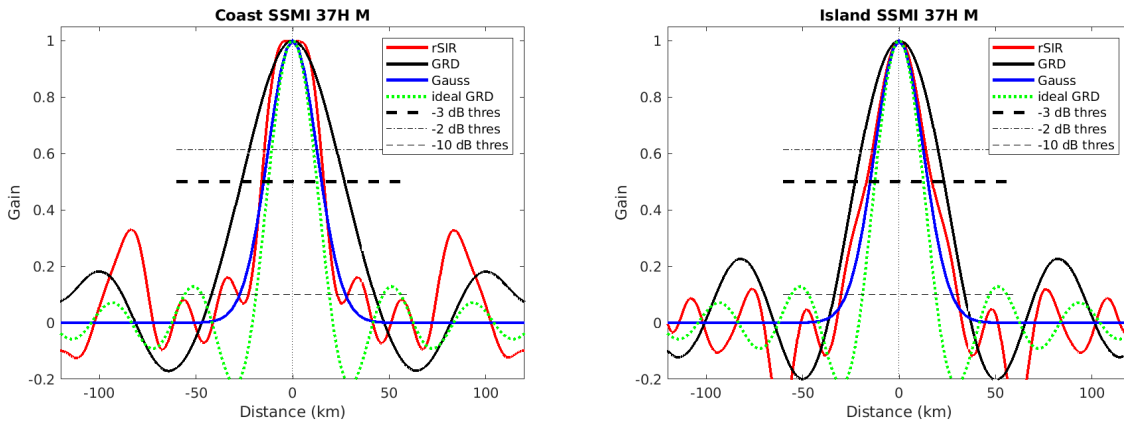 Coast SSMI 37H M
1
0.8
0.6
0.4
0.2
0
-0.2
Gain
-100
-50
0
50
100
Distance (km)
rSIR
GRD
Gauss
ideal GRD
-3 dB thres
-2 dB thres
-10 dB thres
Island SSMI 37H M
1
0.8
0.6
0.4
0.2
0
-0.2
Gain
-100
-50
0
50
100
Distance (km)
rSIR
GRD
Gauss
ideal GRD
-3 dB thres
-2 dB thres
-10 dB thres